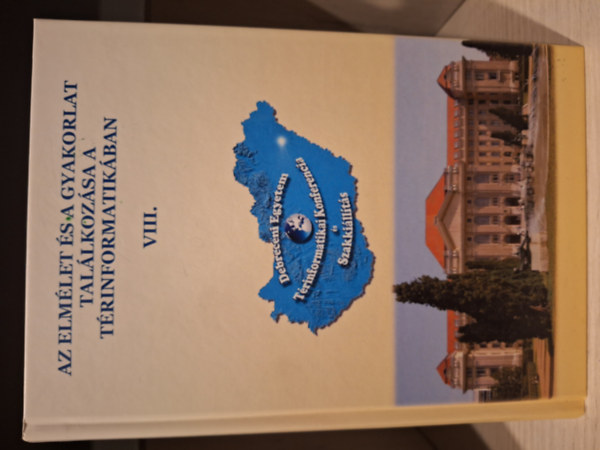 AZ ELMÉLET ÉS A GYAKORLAT
TALÁLKOZÁSA A
TÉRINFORMATIKÁBAN
VIII.
Debreceni Egyetem
Térinformatikai Konferencia
és
Szakkiállítás